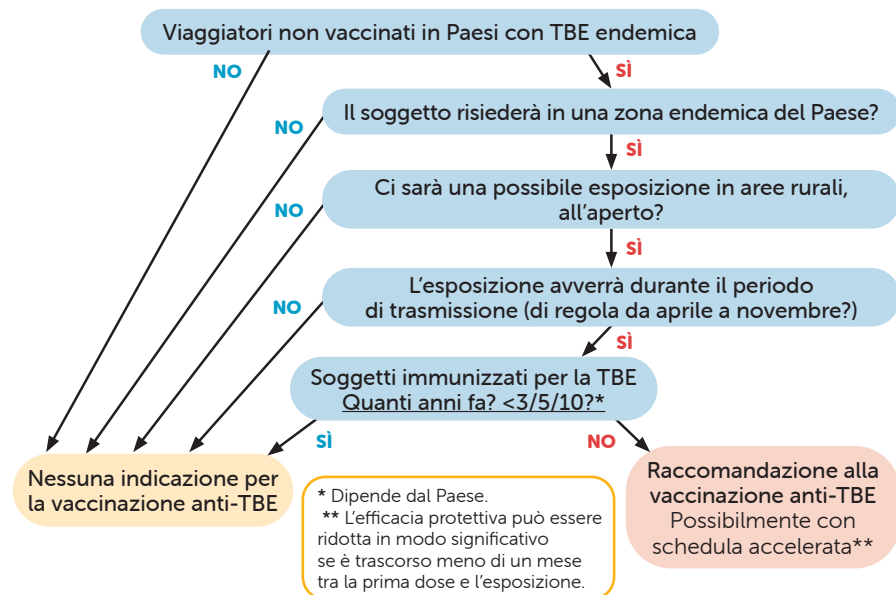 Viaggiatori non vaccinati in Paesi con TBE endemica
NO
SÌ
Il soggetto risiederà in una zona endemica del Paese?
NO
SÌ
Ci sarà una possibile esposizione in aree rurali,
all'aperto?
NO
SÌ
L'esposizione avverrà durante il periodo
di trasmissione (di regola da aprile a novembre?)
NO
SÌ
Soggetti immunizzati per la TBE
Quanti anni fa? <3/5/10?*
SÌ
NO
Nessuna indicazione per
la vaccinazione anti-TBE
* Dipende dal Paese.
** L'efficacia protettiva può essere
ridotta in modo significativo
se è trascorso meno di un mese
tra la prima dose e l'esposizione.
Raccomandazione alla
vaccinazione anti-TBE
Possibilmente con
schedula accelerata**